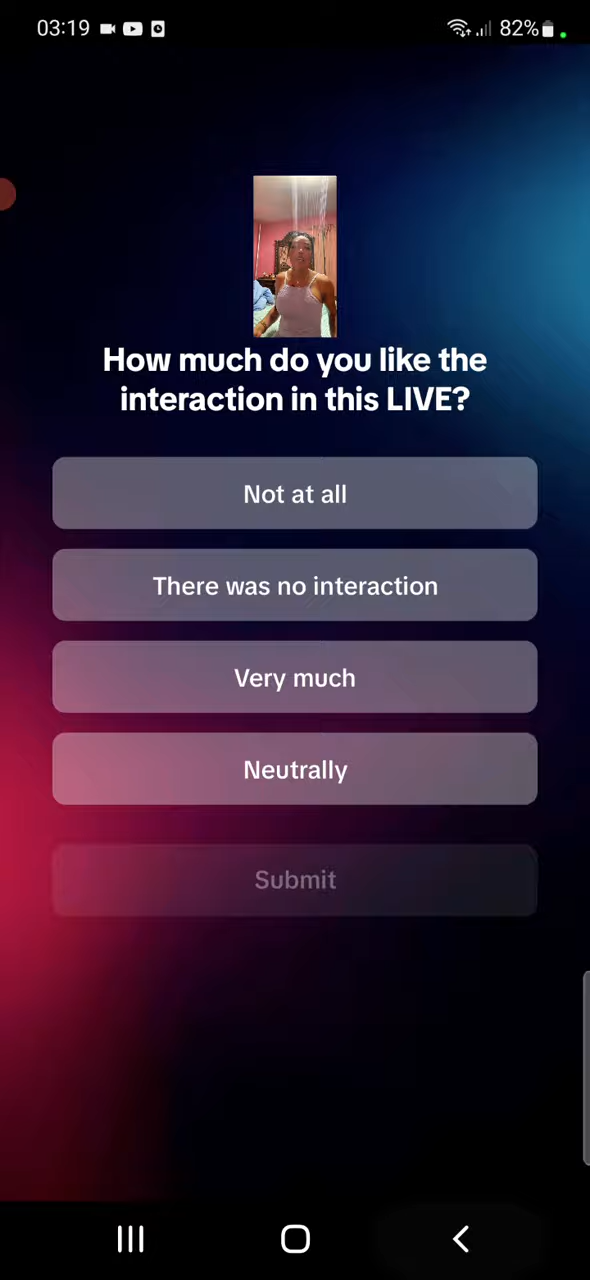 03:19
82%
How much do you like the
interaction in this LIVE?
Not at all
There was no interaction
Very much
Neutrally
Submit